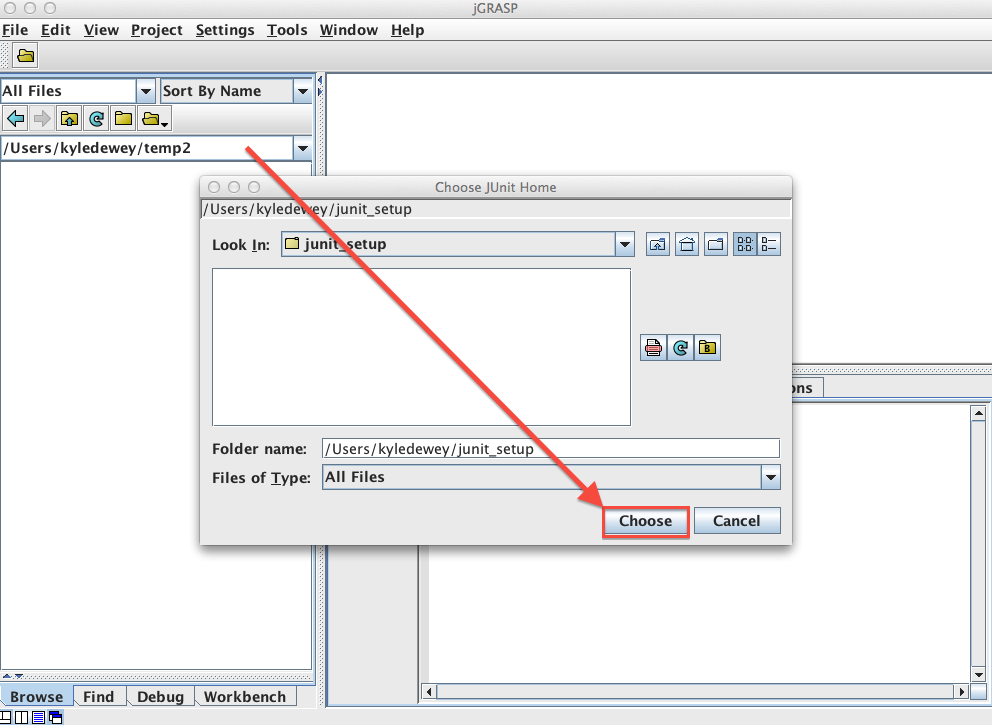 jGRASP
File Edit View Project Settings Tools Window Help
All Files Sort By Name
/Users/kyledewey/temp2
Choose JUnit Home
/Users/kyledewey/junit_setup
Look In: junit_setup
B
ons
Folder name: /Users/kyledewey/junit_setup
Files of Type: All Files
Choose Cancel
Browse Find Debug Workbench